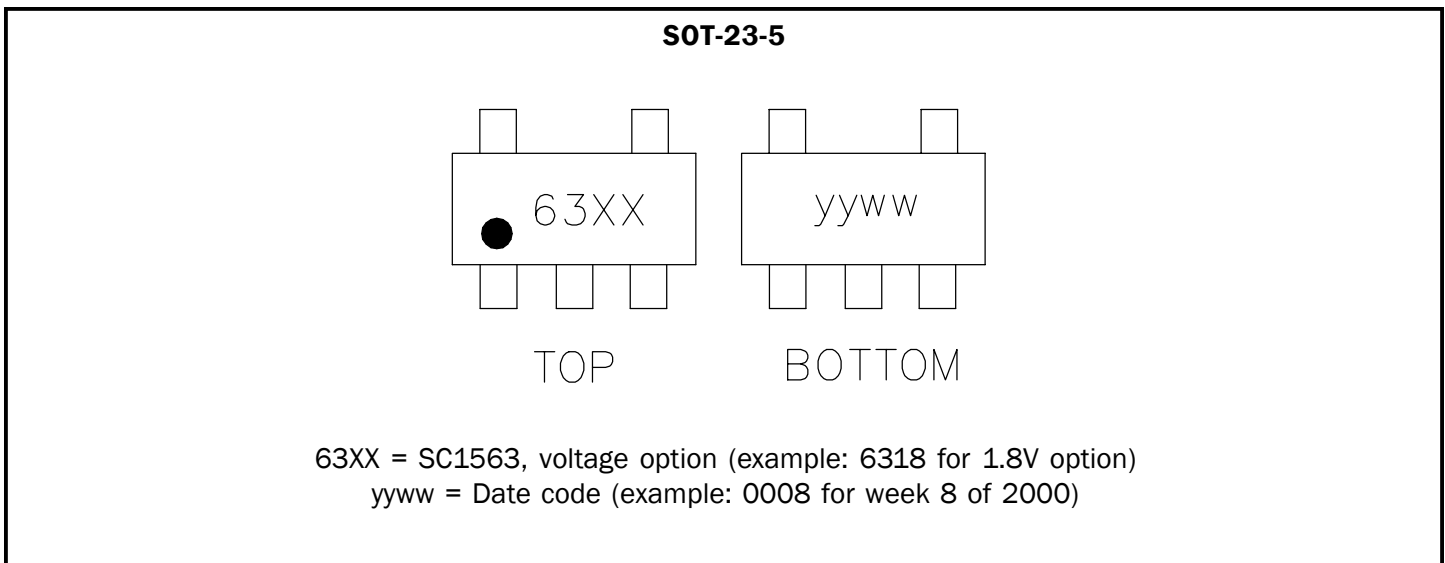 SOT-23-5
63XX
yyww
TOP
BOTTOM
63XX = SC1563, voltage option (example: 6318 for 1.8V option)
yyww = Date code (example: 0008 for week 8 of 2000)